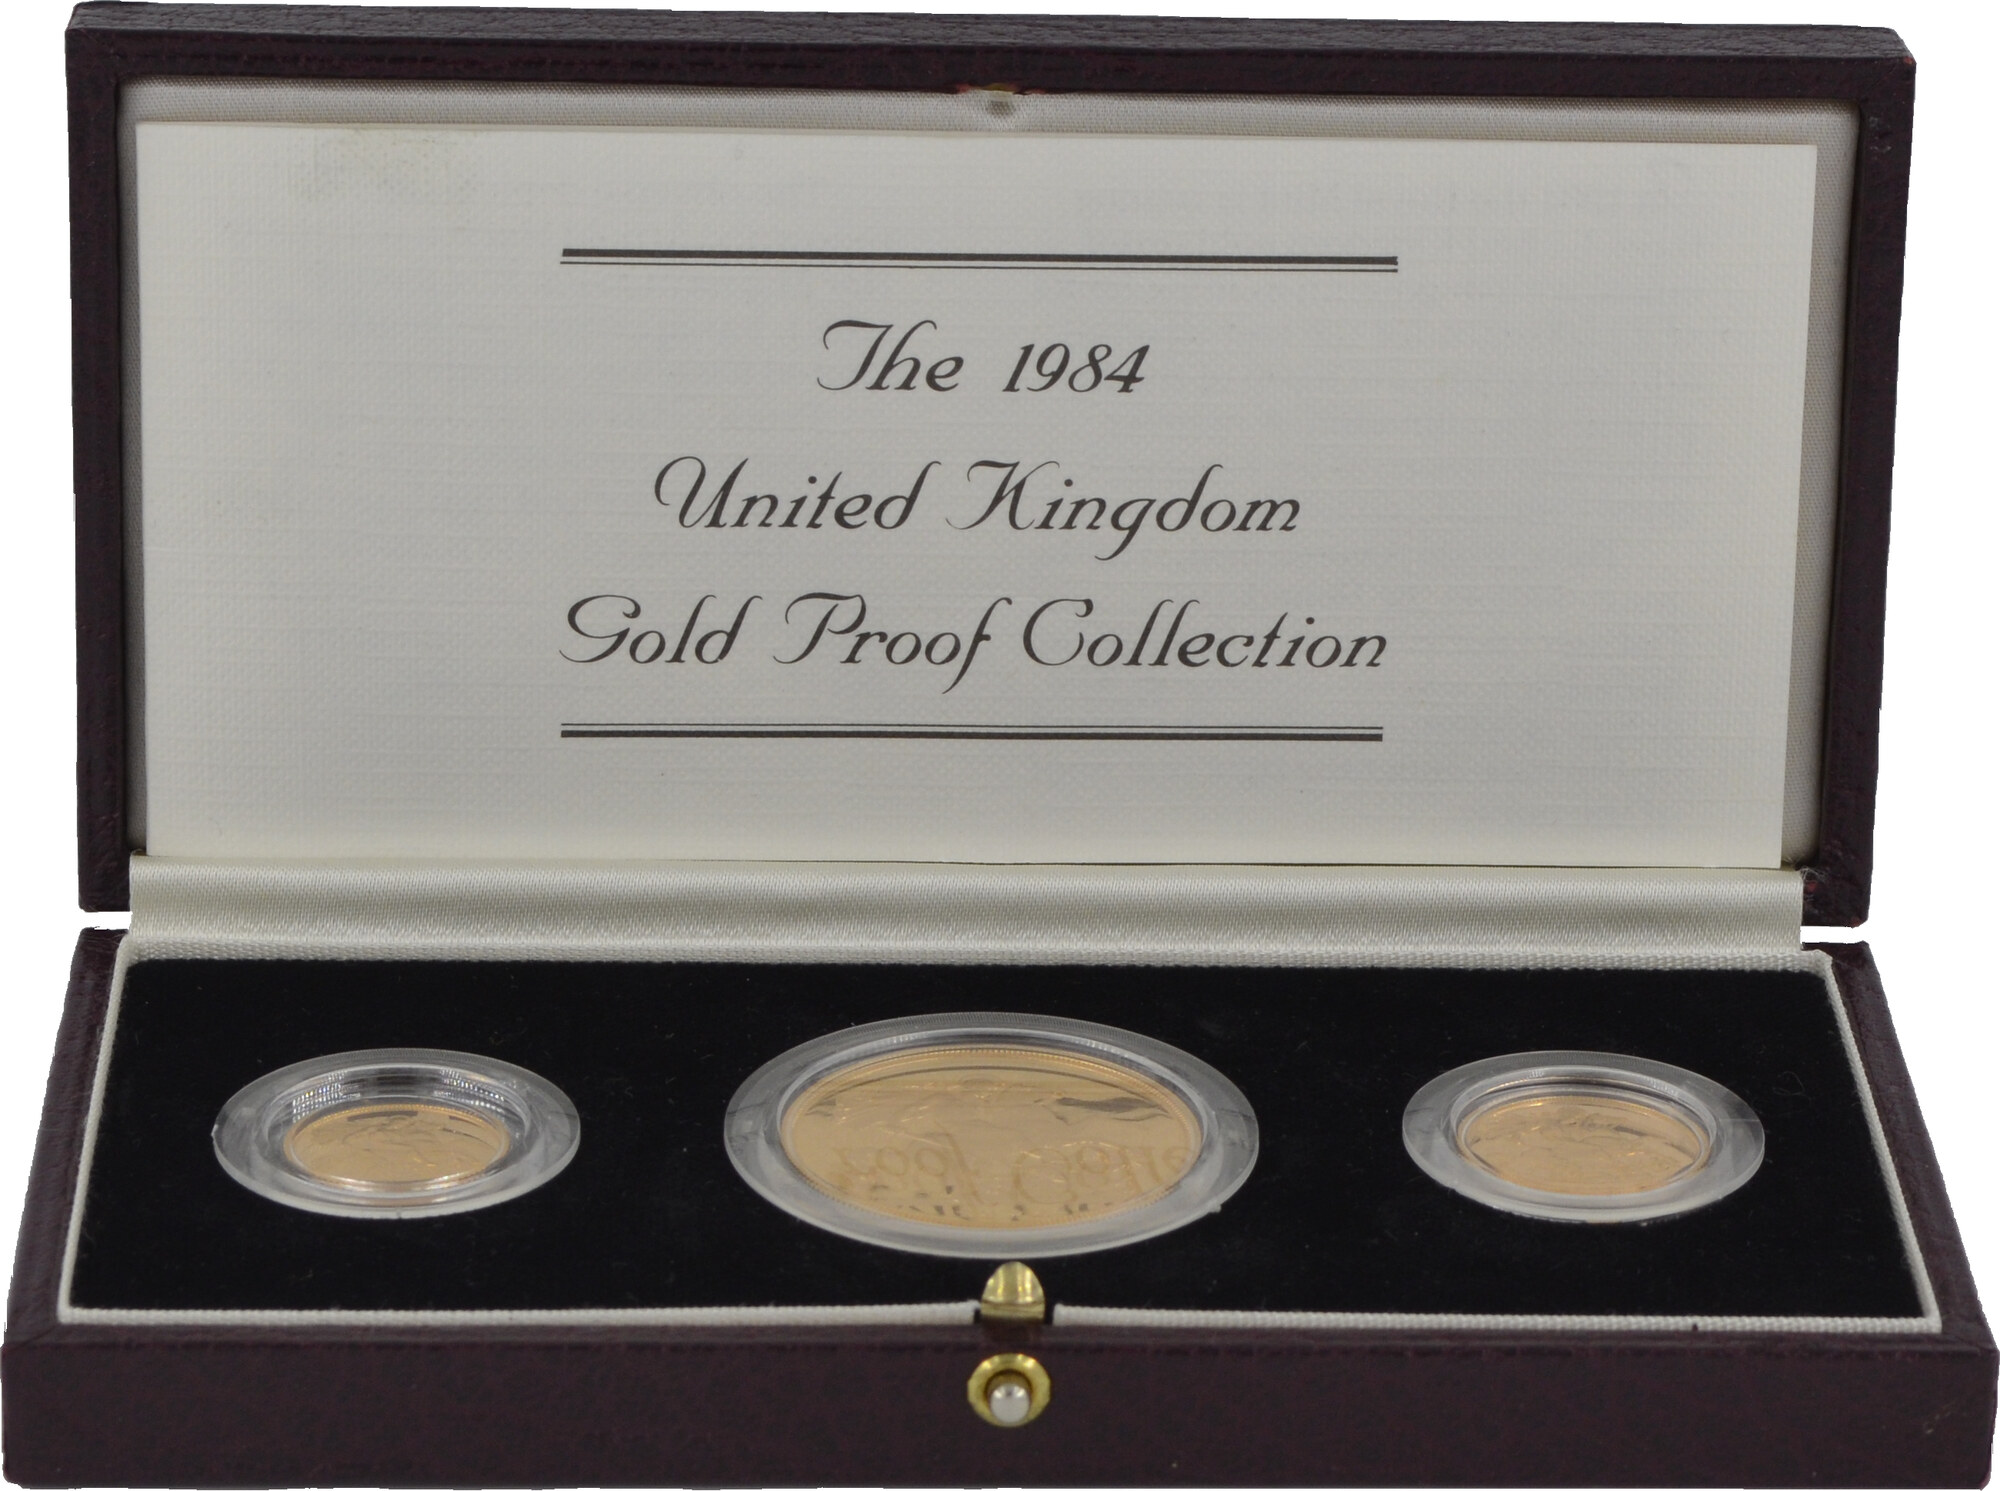 The 1984
United Kingdom
Gold Proof Collection